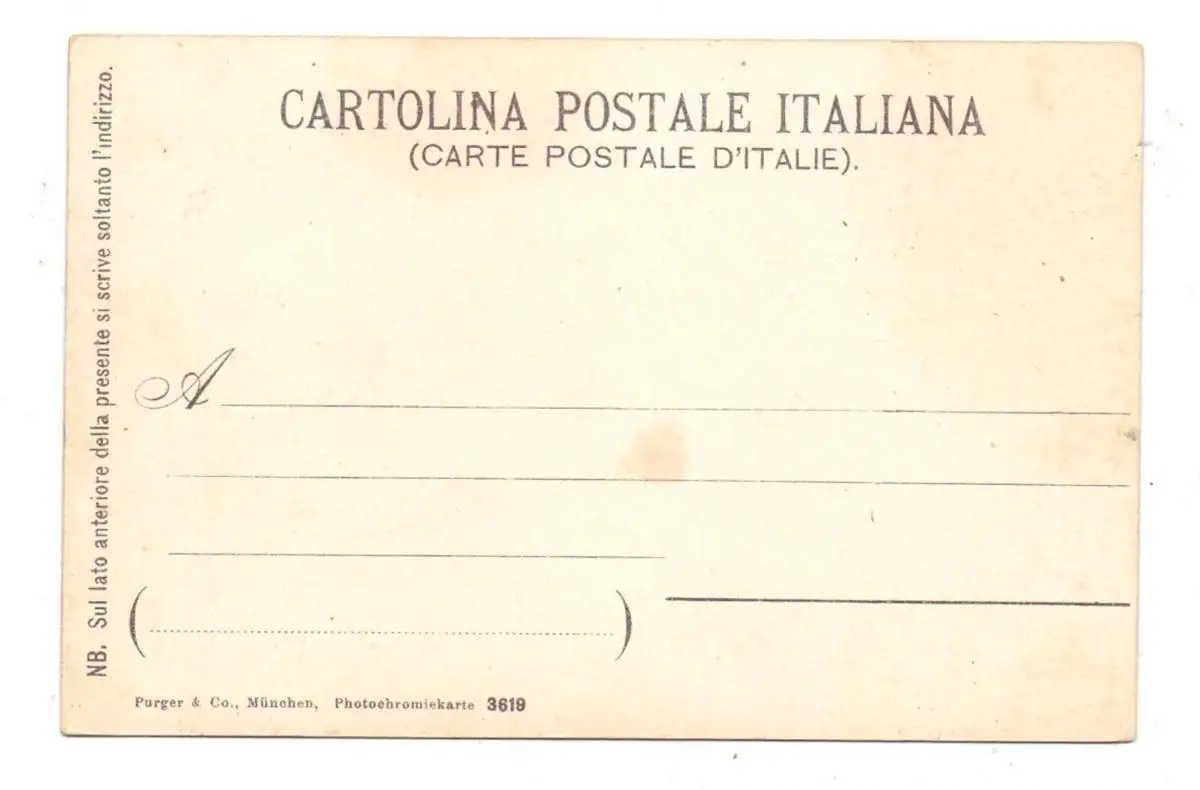 CARTOLINA POSTALE ITALIANA
(CARTE POSTALE D'ITALIE).
NB. Sul lato anteriore della presente si scrive soltanto l'indirizzo.
A
Purger & Co., München, Photochromiekarte 3619